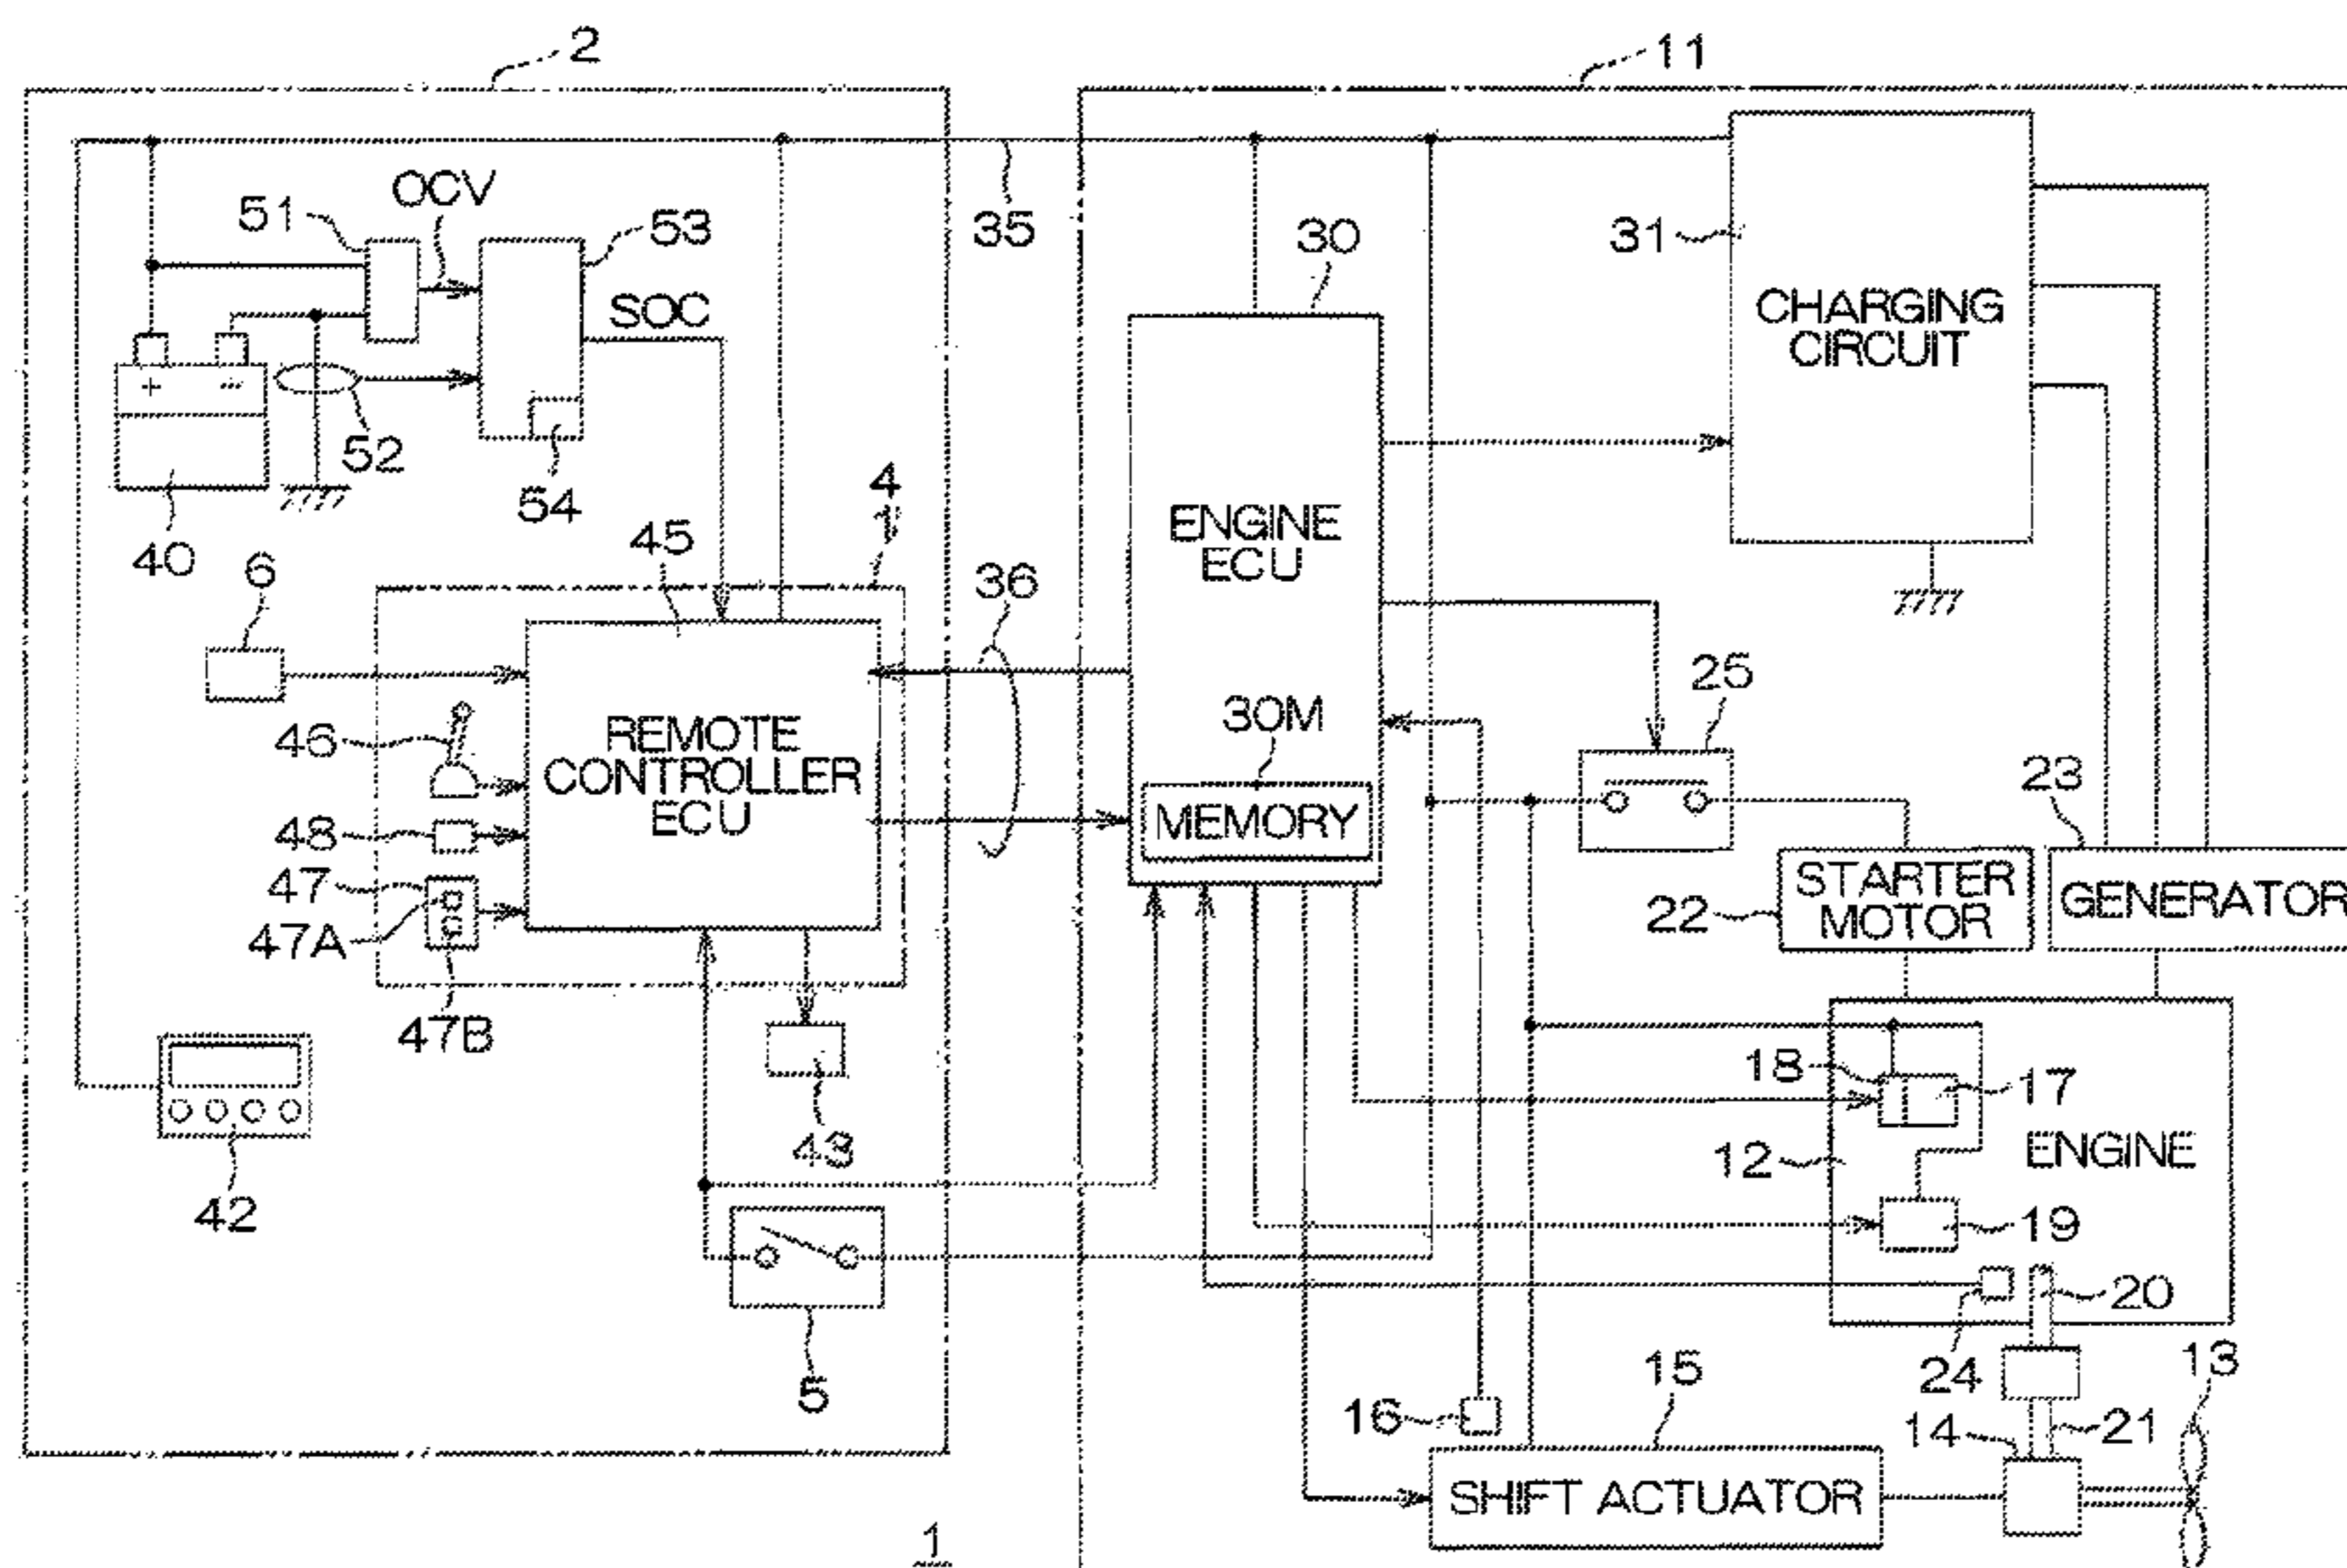 2
11
OCV
51
53
35
30
31
SOC
CHARGING
CIRCUIT
+
-
52
54
4
40
45
ENGINE
ECU
6
36
25
46
REMOTE
CONTROLLER
ECU
30M
MEMORY
23
48
47
47A
STARTER
MOTOR
22
GENERATOR
47B
43
18
17
12
ENGINE
42
19
20
24
13
5
15
16
14
21
SHIFT ACTUATOR
1